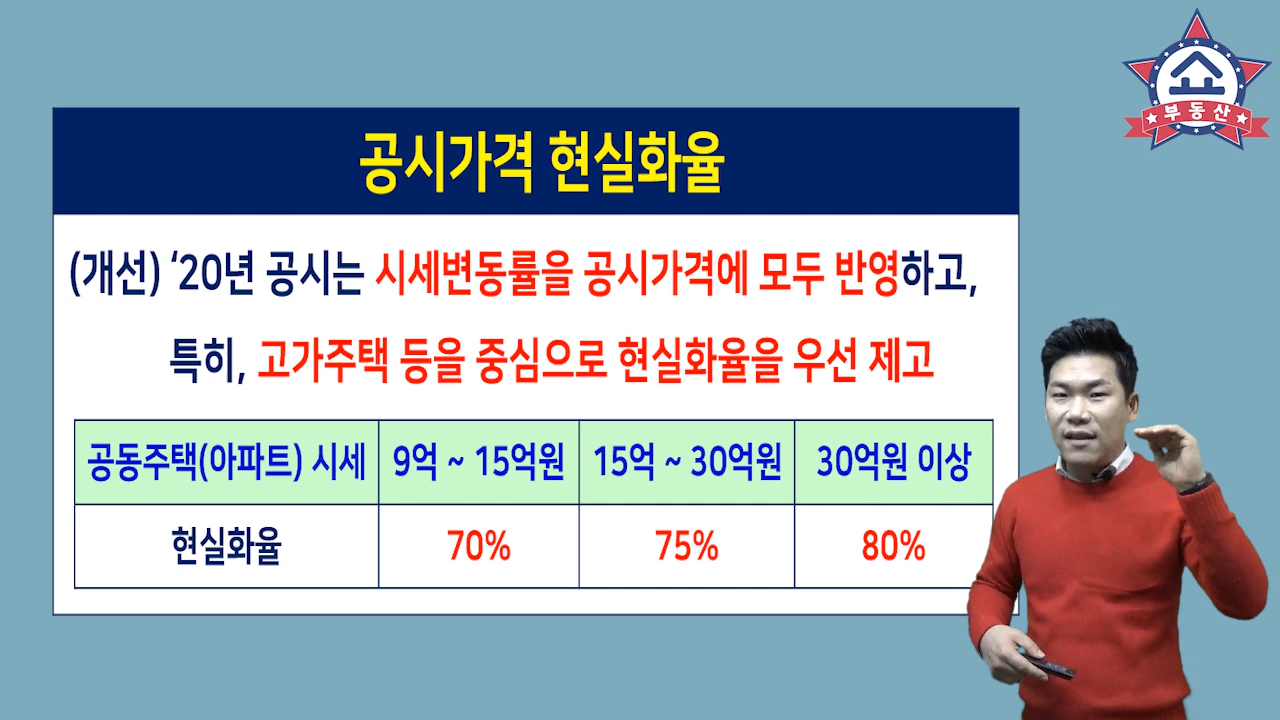 쇼
부동산
공시가격 현실화율
(개선) ‘20년 공시는 시세변동률을 공시가격에 모두 반영하고,
특히, 고가주택 등을 중심으로 현실화율을 우선 제고
공동주택(아파트) 시세 9억 ~ 15억원 15억 ~ 30억원 30억원 이상
현실화율 70% 75% 80%